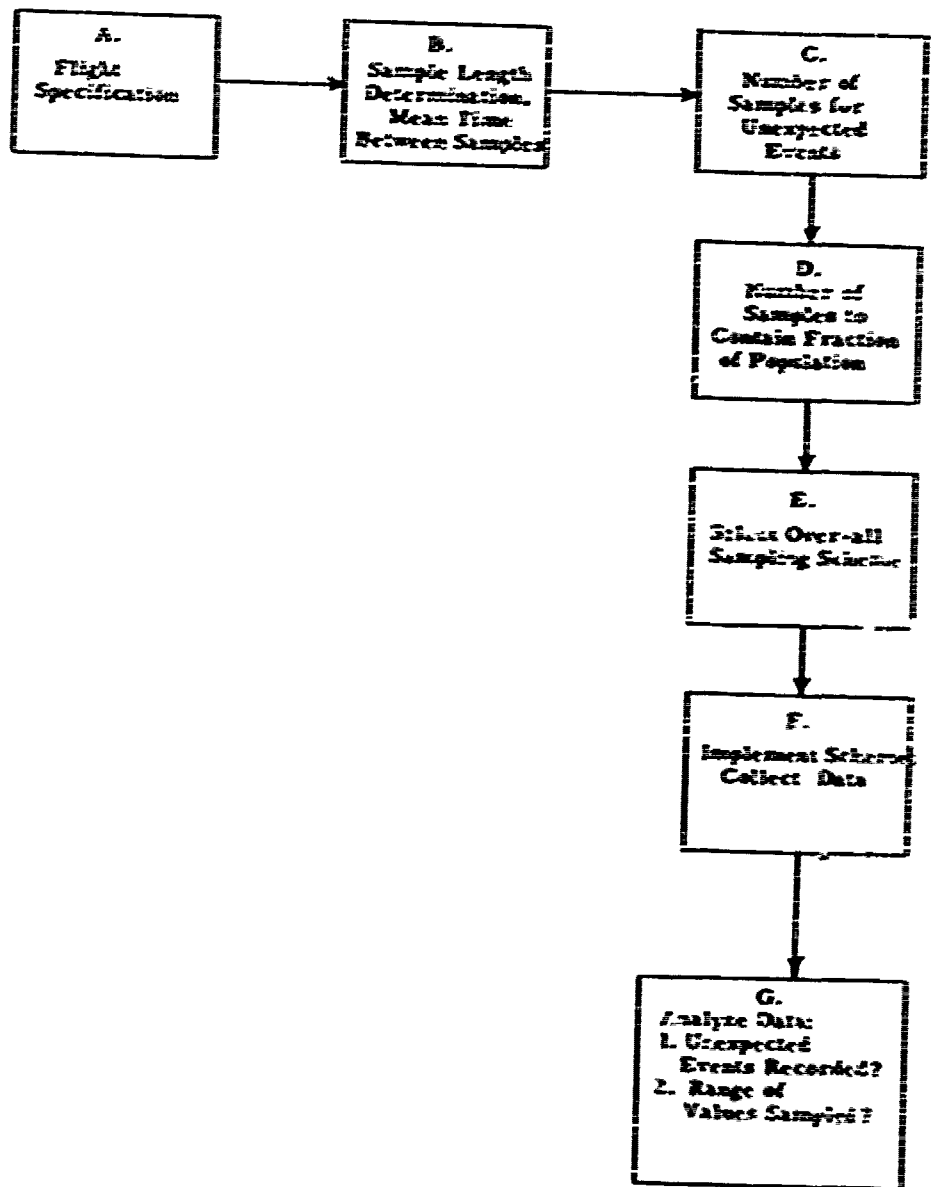 A.
Flight
Specification
B.
Sample Length
Determination,
Mean Time
Between Samples
C.
Number of
Samples for
Unexpected
Events
D.
Number of
Samples to
Contain Fraction
of Population
E.
Select Over-all
Sampling Scheme
F.
Implement Scheme,
Collect Data
G.
Analyze Data:
1. Unexpected
Events Recorded?
2. Range of
Values Sampled?